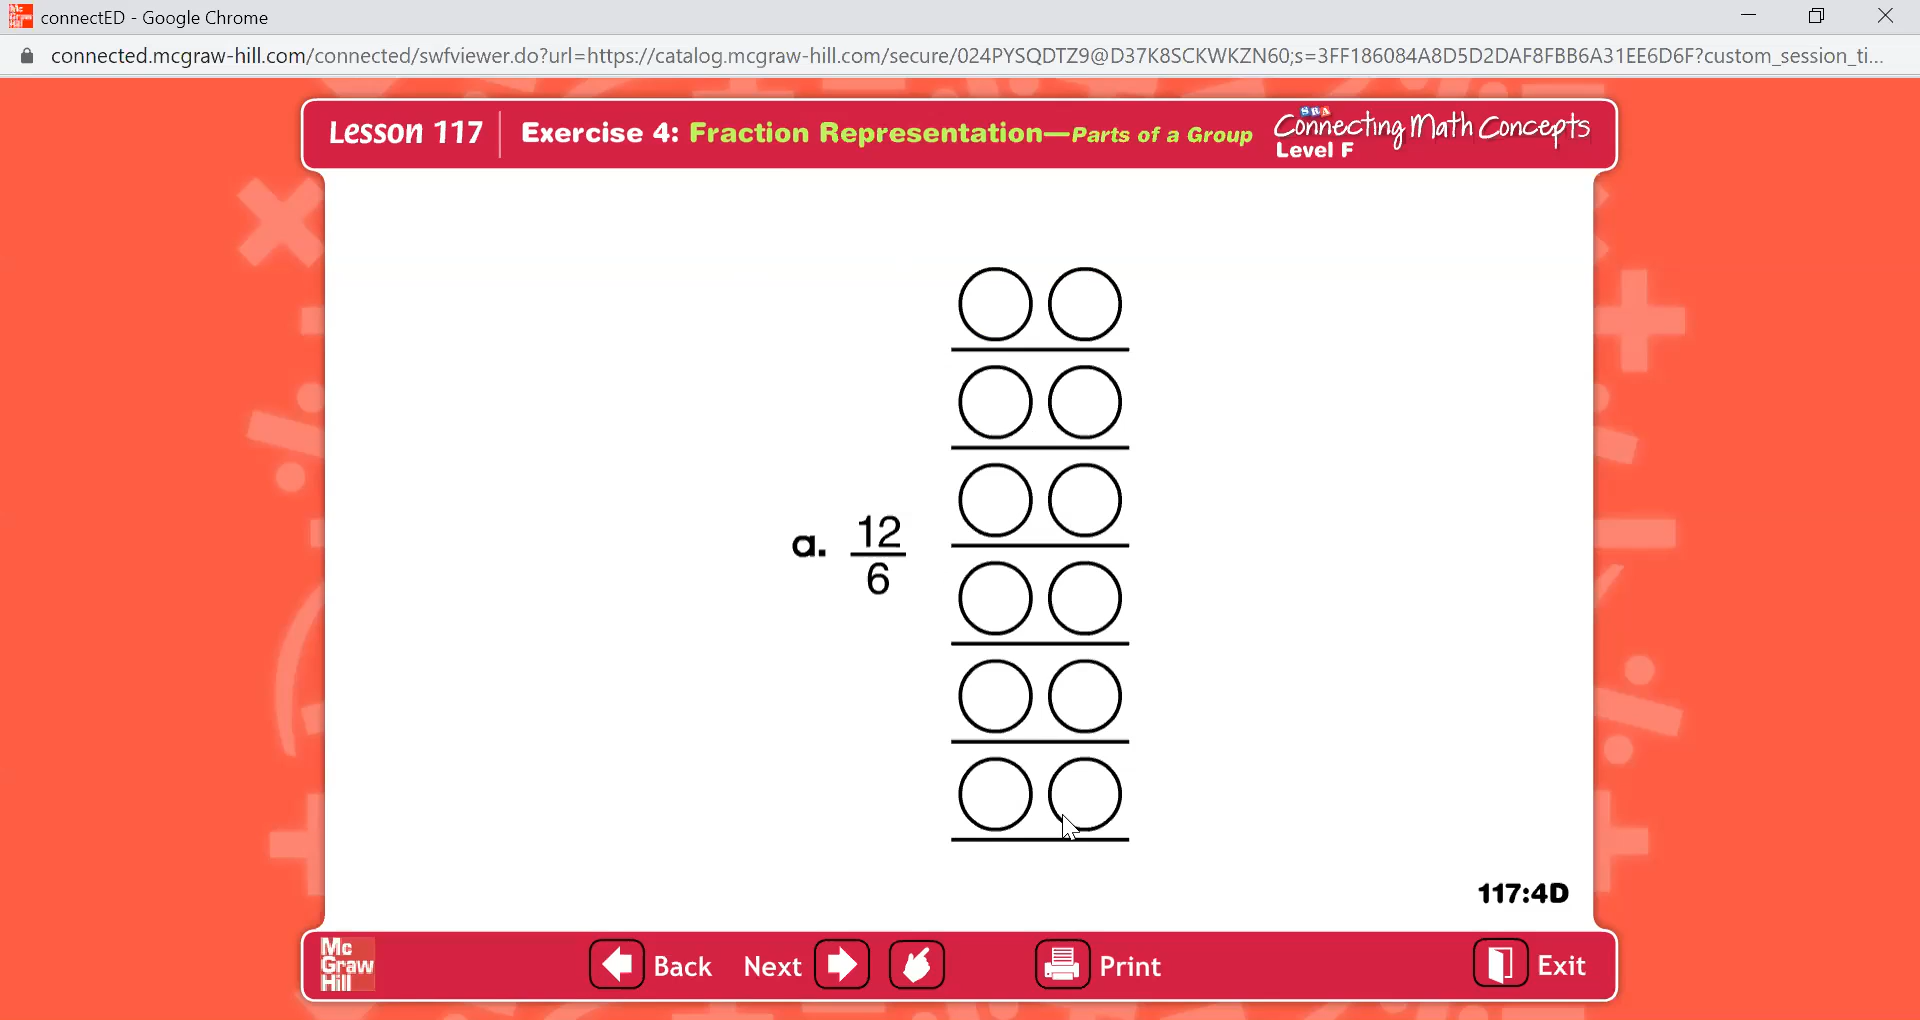 connectED - Google Chrome
connected.mcgraw-hill.com/connected/swfviewer.do?url=https://catalog.mcgraw-hill.com/secure/024PYSQDTZ9@D37K8SCKWKZN60;s=3FF186084A8D5D2DAF8FBB6A31EE6D6F?custom_session_ti...
Lesson 117
Exercise 4: Fraction Representation—Parts of a Group
SRA
Connecting Math Concepts
Level F
a. 12
6
117:4D
Mc
Graw
Hill
Back
Next
Print
Exit